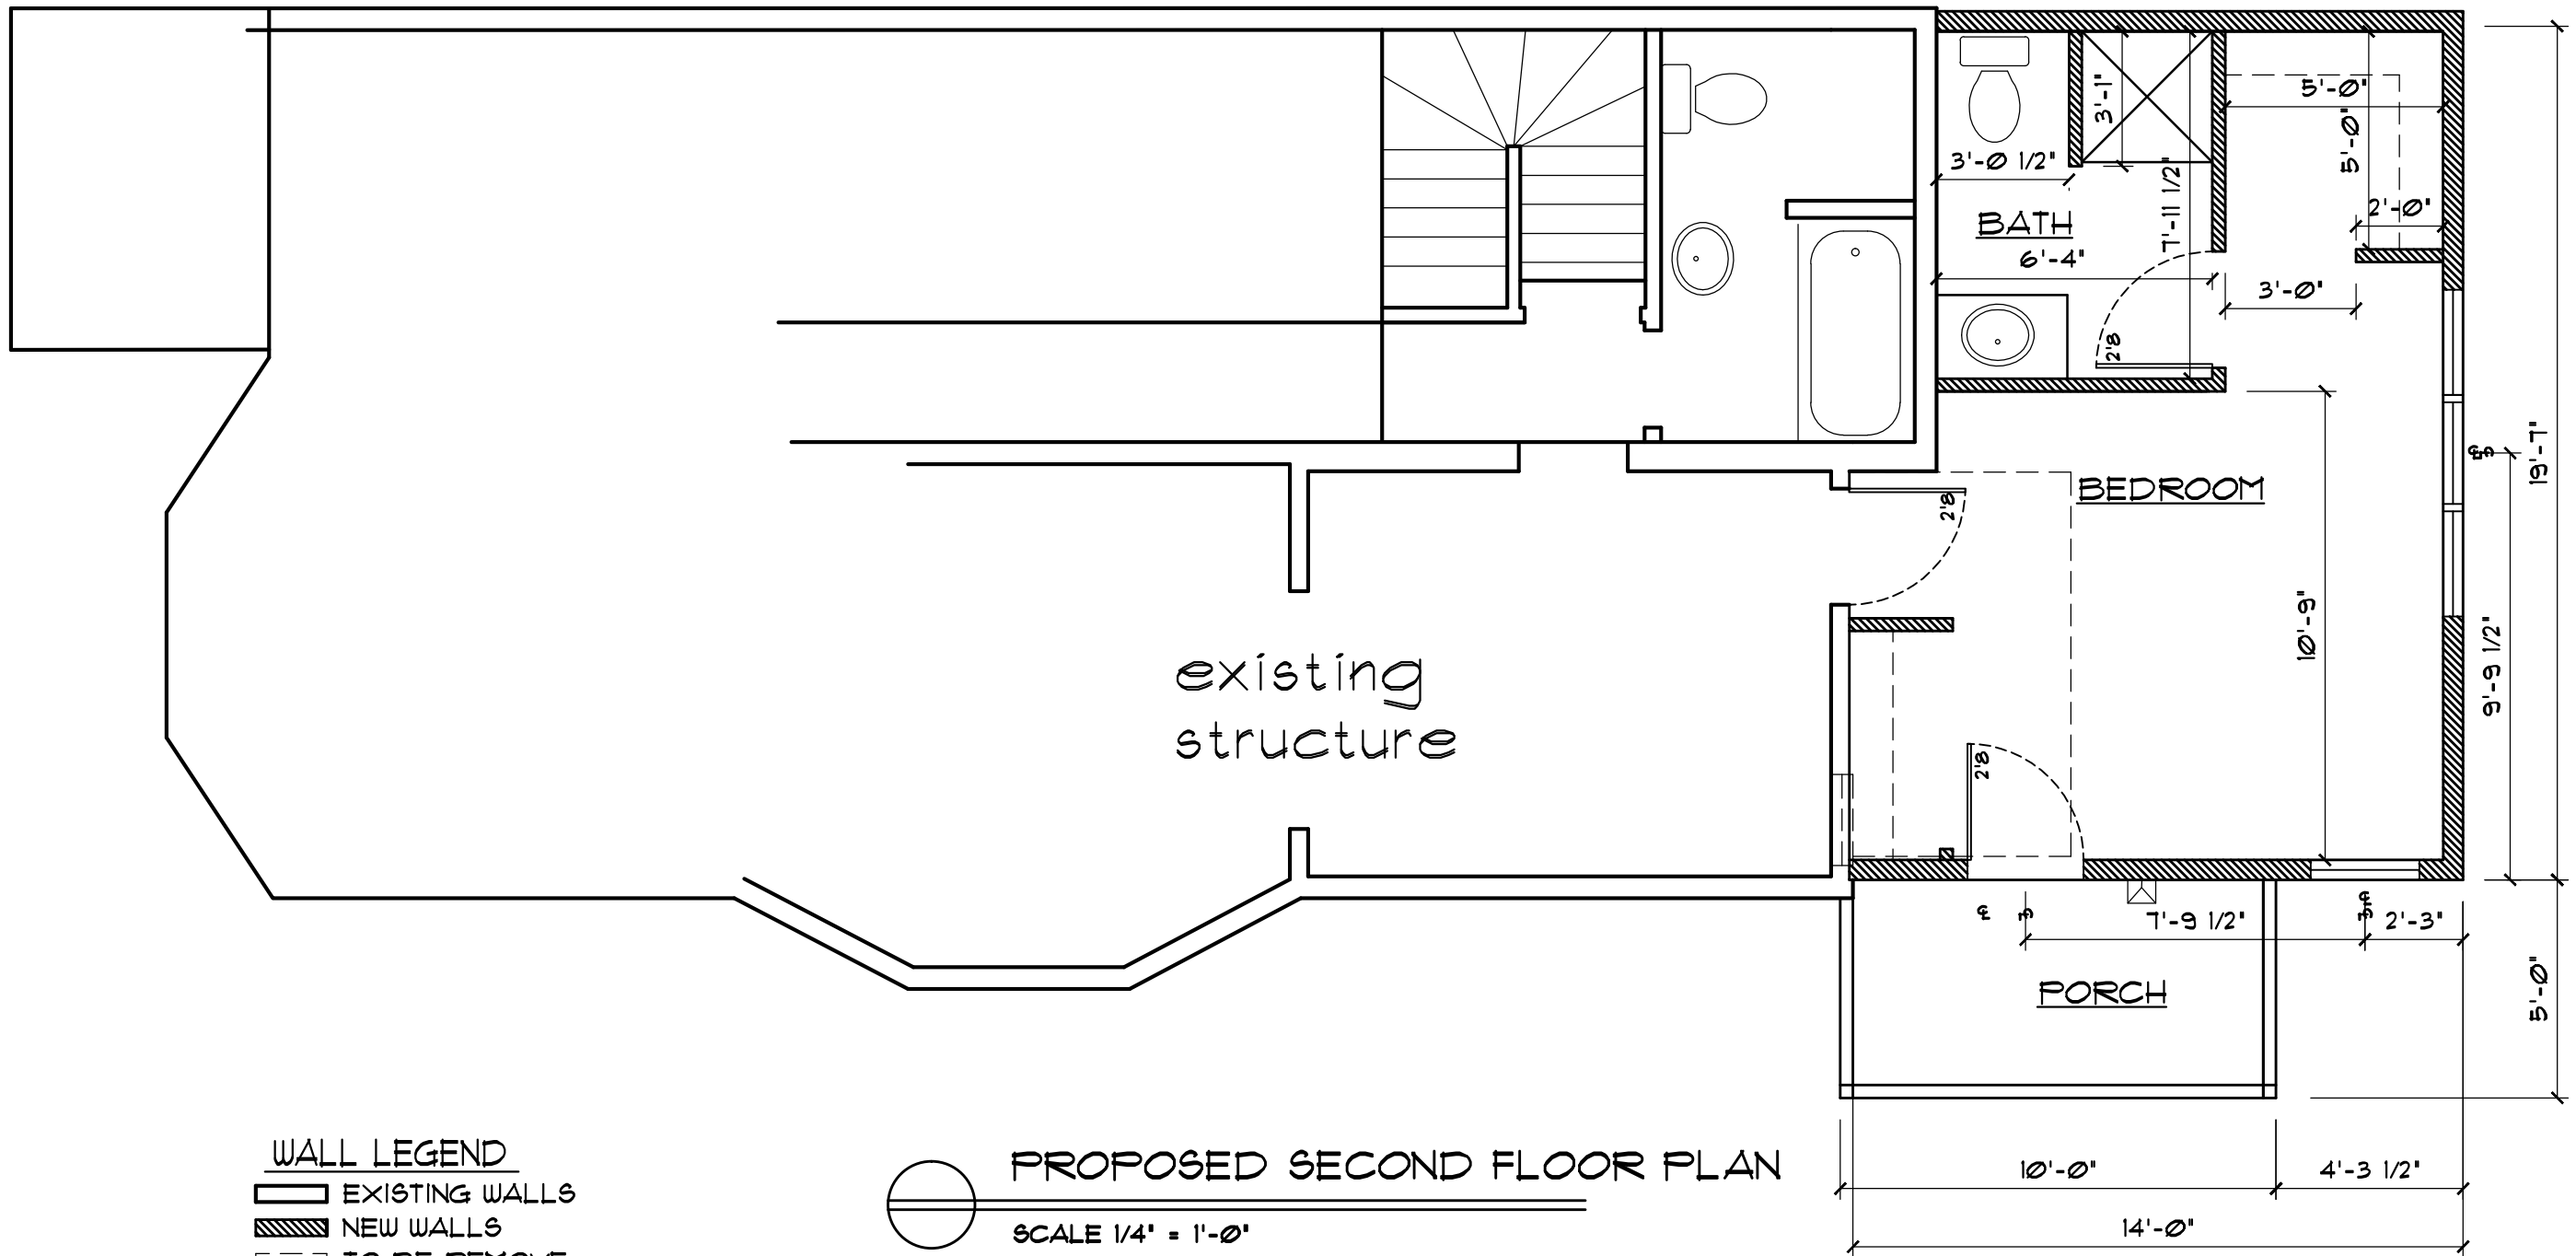 5'-0"
3'-1"
5'-0"
3'-0 1/2"
7'-11 1/2"
2'-0"
BATH
6'-4"
3'-0"
2'8
19'-7"
BEDROOM
2'8
10'-9"
9'-9 1/2"
existing
structure
2'8
7'-9 1/2"
2'-3"
PORCH
5'-0"
WALL LEGEND
EXISTING WALLS
NEW WALLS
TO BE REMOVE
PROPOSED SECOND FLOOR PLAN
SCALE 1/4" = 1'-0"
10'-0"
4'-3 1/2"
14'-0"